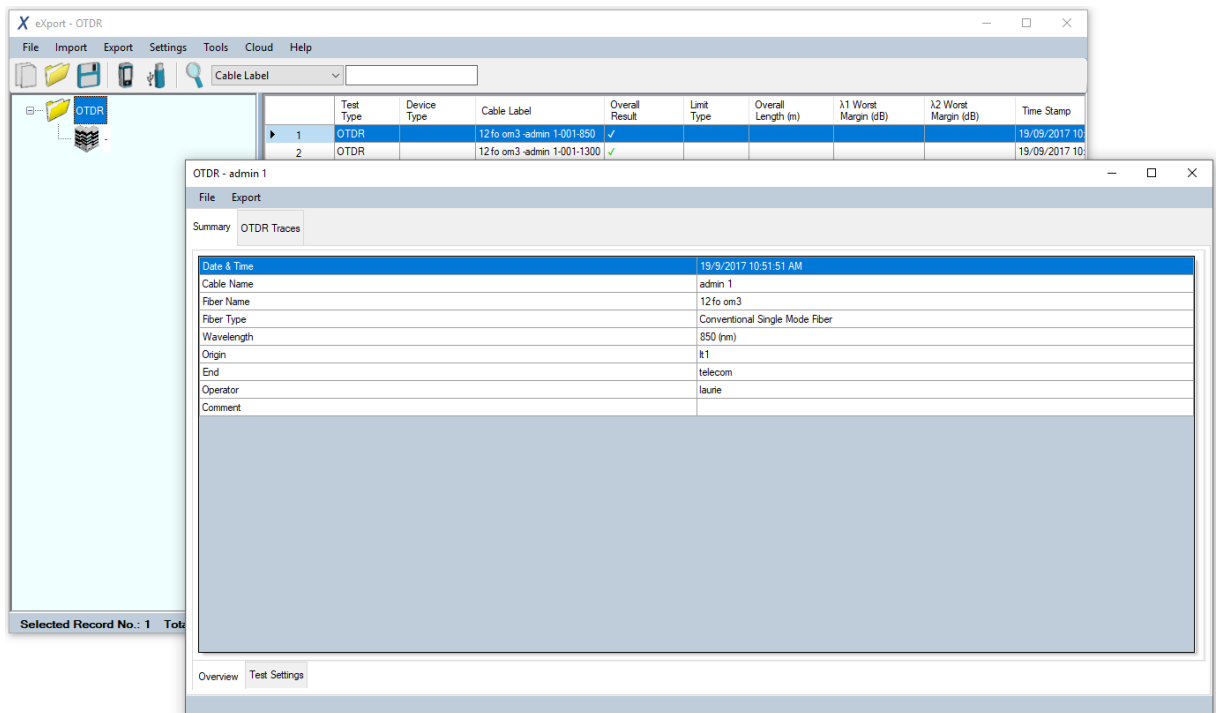 X eXport - OTDR
File Import Export Settings Tools Cloud Help
Cable Label
OTDR
-
Test Type Device Type Cable Label Overall Result Limit Type Overall Length (m) λ1 Worst Margin (dB) λ2 Worst Margin (dB) Time Stamp
1 OTDR 12 fo om3 -admin 1-001-850 ✓ 19/09/2017 10:
2 OTDR 12 fo om3 -admin 1-001-1300 ✓ 19/09/2017 10:
OTDR - admin 1
File Export
Summary OTDR Traces
Date & Time 19/9/2017 10:51:51 AM
Cable Name admin 1
Fiber Name 12 fo om3
Fiber Type Conventional Single Mode Fiber
Wavelength 850 (nm)
Origin lt1
End telecom
Operator laurie
Comment
Selected Record No.: 1 Tota
Overview Test Settings